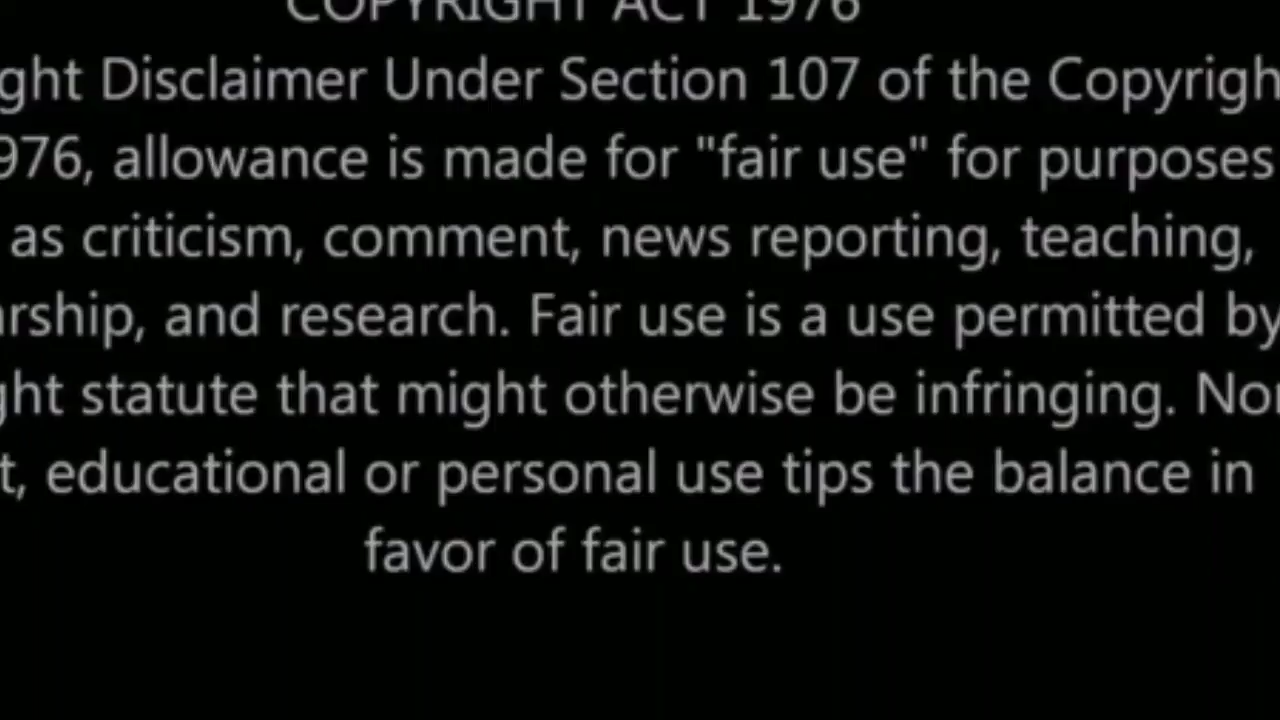 COPYRIGHT ACT 1976
ght Disclaimer Under Section 107 of the Copyrigh
976, allowance is made for "fair use" for purposes
as criticism, comment, news reporting, teaching,
arship, and research. Fair use is a use permitted by
ght statute that might otherwise be infringing. Non
t, educational or personal use tips the balance in
favor of fair use.